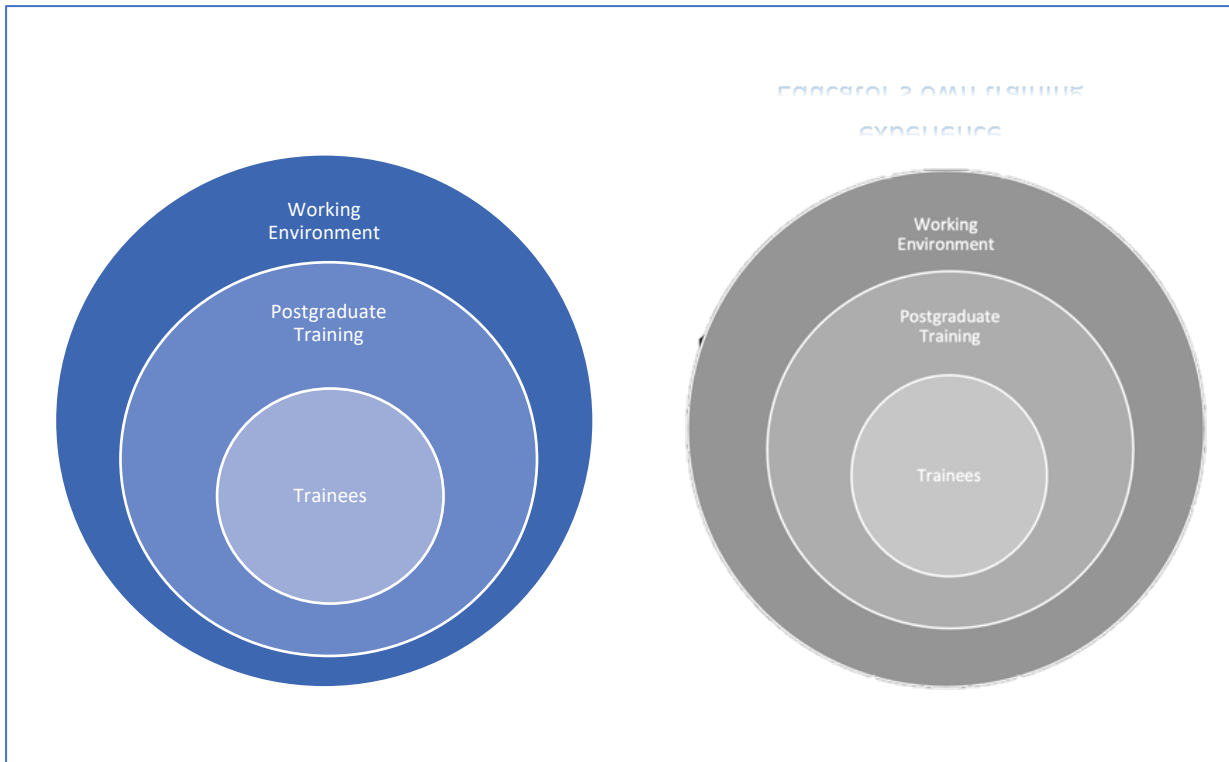 Educator's own training
experience
Working
Environment
Postgraduate
Training
Trainees
Working
Environment
Postgraduate
Training
Trainees